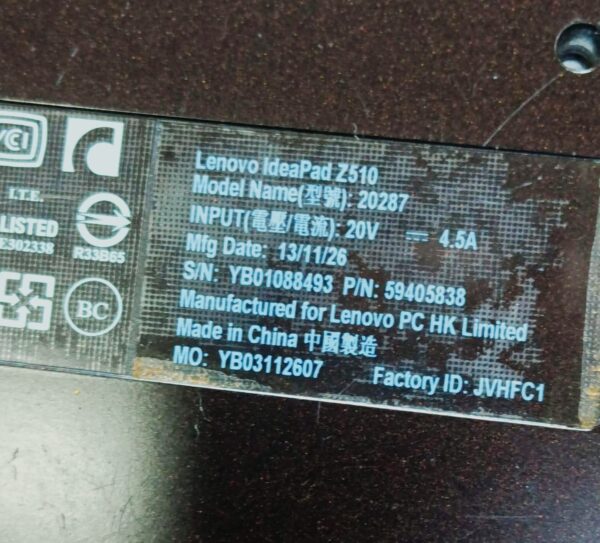 VCCI
I.T.E.
LISTED
E302338
R33B65
BC
Lenovo IdeaPad Z510
Model Name(型號): 20287
INPUT(電壓/電流): 20V ⎓ 4.5A
Mfg Date: 13/11/26
S/N: YB01088493 P/N: 59405838
Manufactured for Lenovo PC HK Limited
Made in China 中國製造
MO: YB03112607 Factory ID: JVHFC1